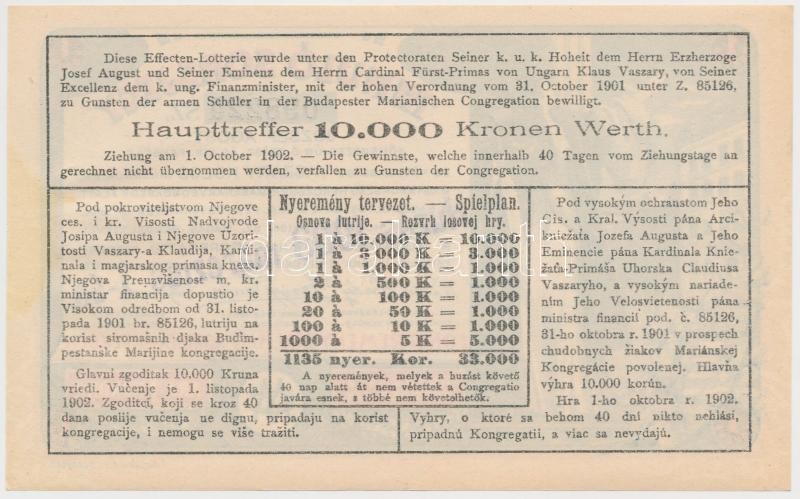 Diese Effecten-Lotterie wurde unter den Protectoraten Seiner k. u. k. Hoheit dem Herrn Erzherzoge
Josef August und Seiner Eminenz dem Herrn Cardinal Fürst-Primas von Ungarn Klaus Vaszary, von Seiner
Excellenz dem k. ung. Finanzminister, mit der hohen Verordnung vom 31. October 1901 unter Z. 85126,
zu Gunsten der armen Schüler in der Budapester Marianischen Congregation bewilligt.
Haupttreffer 10.000 Kronen Werth.
Ziehung am 1. October 1902. — Die Gewinnste, welche innerhalb 40 Tagen vom Ziehungstage an
gerechnet nicht übernommen werden, verfallen zu Gunsten der Congregation.
Pod pokroviteljstvom Njegove
ces. i kr. Visosti Nadvojvode
Josipa Augusta i Njegove Uzori-
tosti Vaszary-a Klaudija, Kardi-
nala i magjarskog primasa kneza.
Njegova Preuzvišenost m. kr.
ministar financija dopustio je
Visokom odredbom od 31. listo-
pada 1901 br. 85126, lutriju na
korist siromašnih djaka Budim-
peštanske Marijine kongregacije.
Glavni zgoditak 10.000 Kruna
vriedi. Vučenje je 1. listopada
1902. Zgoditci, koji se kroz 40
dana poslije vučenja ne dignu, pripadaju na korist
kongregacije, i nemogu se više tražiti.
Nyeremény tervezet. — Spielplan.
Osnova lutrije. — Rozvrh losovej hry.
1 à 10.000 K = 10.000
1 à 3 000 K = 3.000
1 à 1.000 K = 1.000
2 à 500 K = 1.000
10 à 100 K = 1.000
20 à 50 K = 1.000
100 à 10 K = 1.000
1000 à 5 K = 5.000
1135 nyer. Kor. 23.000
A nyeremények, melyek a huzást követő
40 nap alatt át nem vétettek a Congregatio
javára esnek, s többé nem követelhetők.
Pod vysokým ochranstom Jeho
Cis. a Kral. Výsosti pána Arci-
kniežaťa Jozefa Augusta a Jeho
Eminencie pána Kardinala Knie-
žaťa-Primáša Uhorska Claudiusa
Vaszaryho, a vysokým nariade-
ním Jeho Velosvietenosti pána
ministra financií pod. č. 85126,
31-ho oktobra r. 1901 v prospech
chudobných žiakov Mariánskej
Kongregácie povolenej. Hlavňa
výhra 10.000 korún.
Hra 1-ho oktobra r. 1902.
Vyhry, o ktoré sa behom 40 dní nikto nehlási,
pripadnú Kongregatii, a viac sa nevydajú.